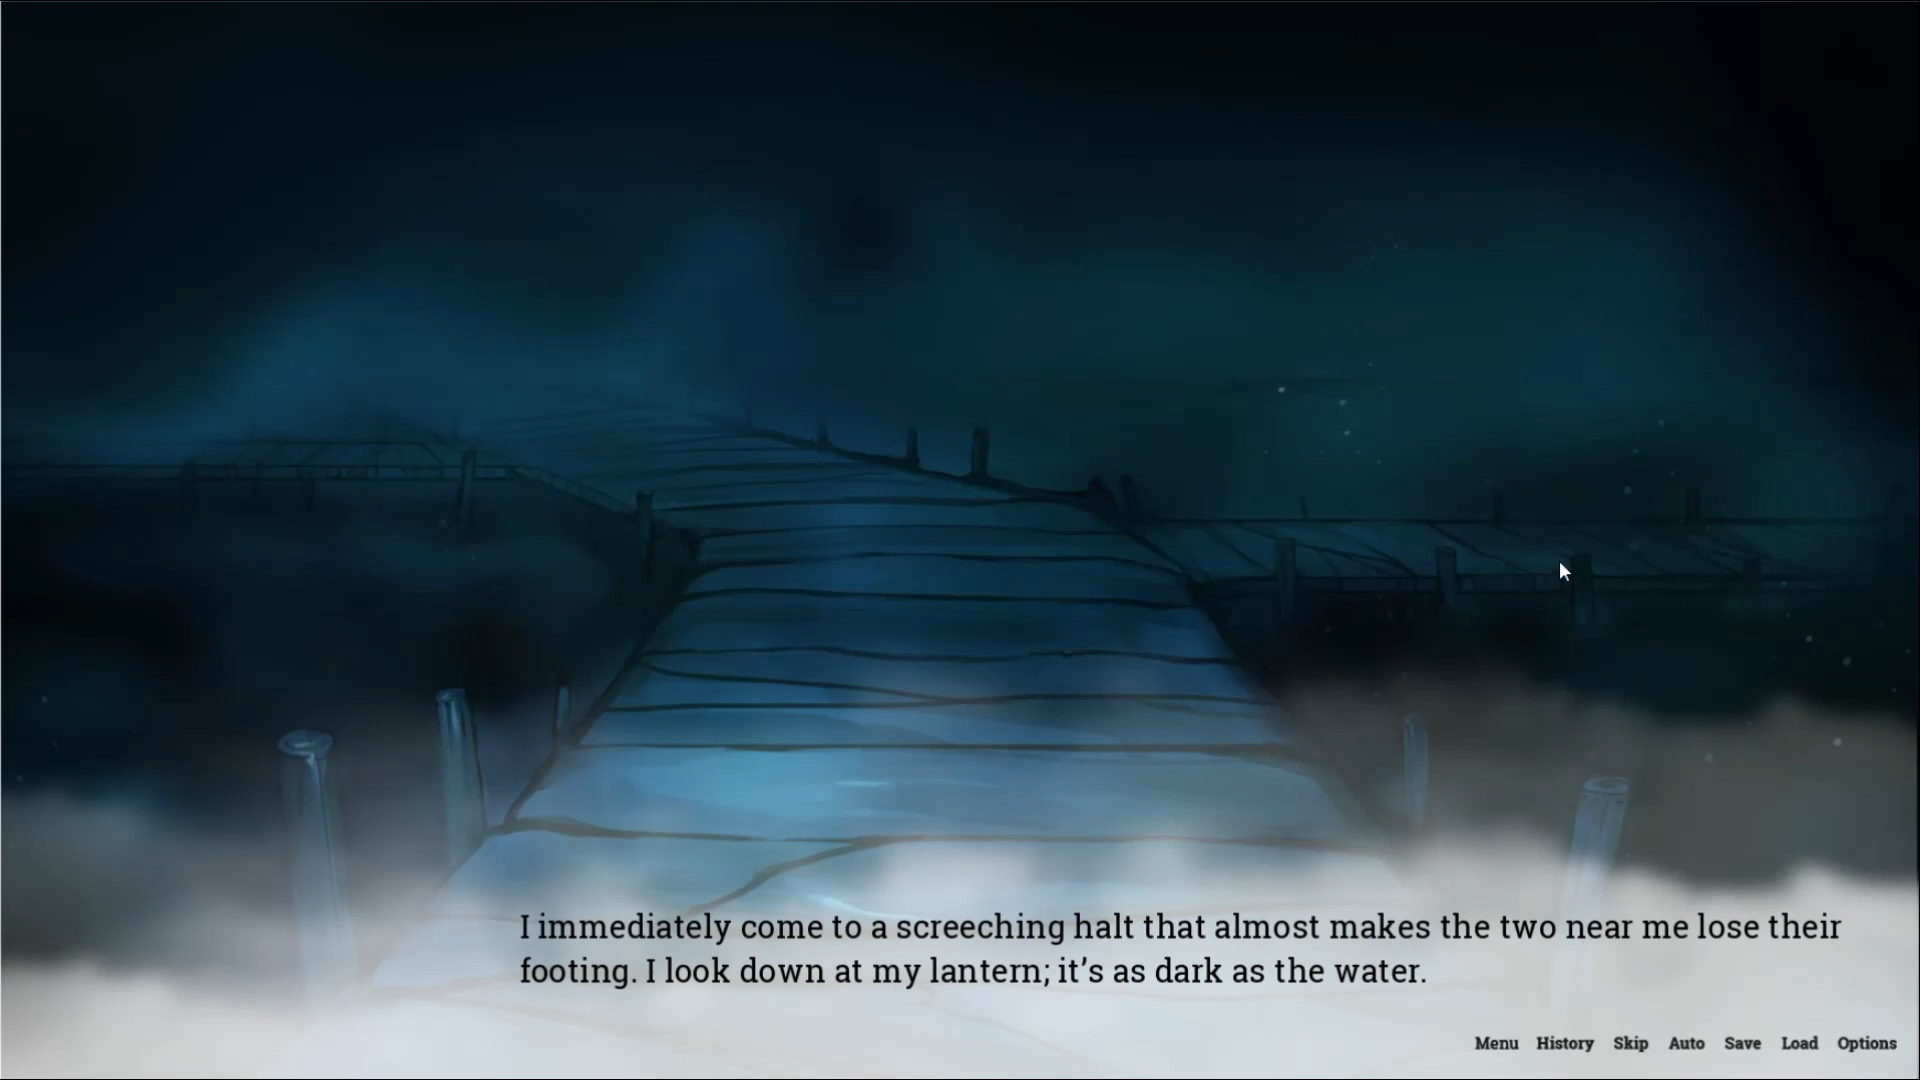 I immediately come to a screeching halt that almost makes the two near me lose their
footing. I look down at my lantern; it’s as dark as the water.
Menu History Skip Auto Save Load Options